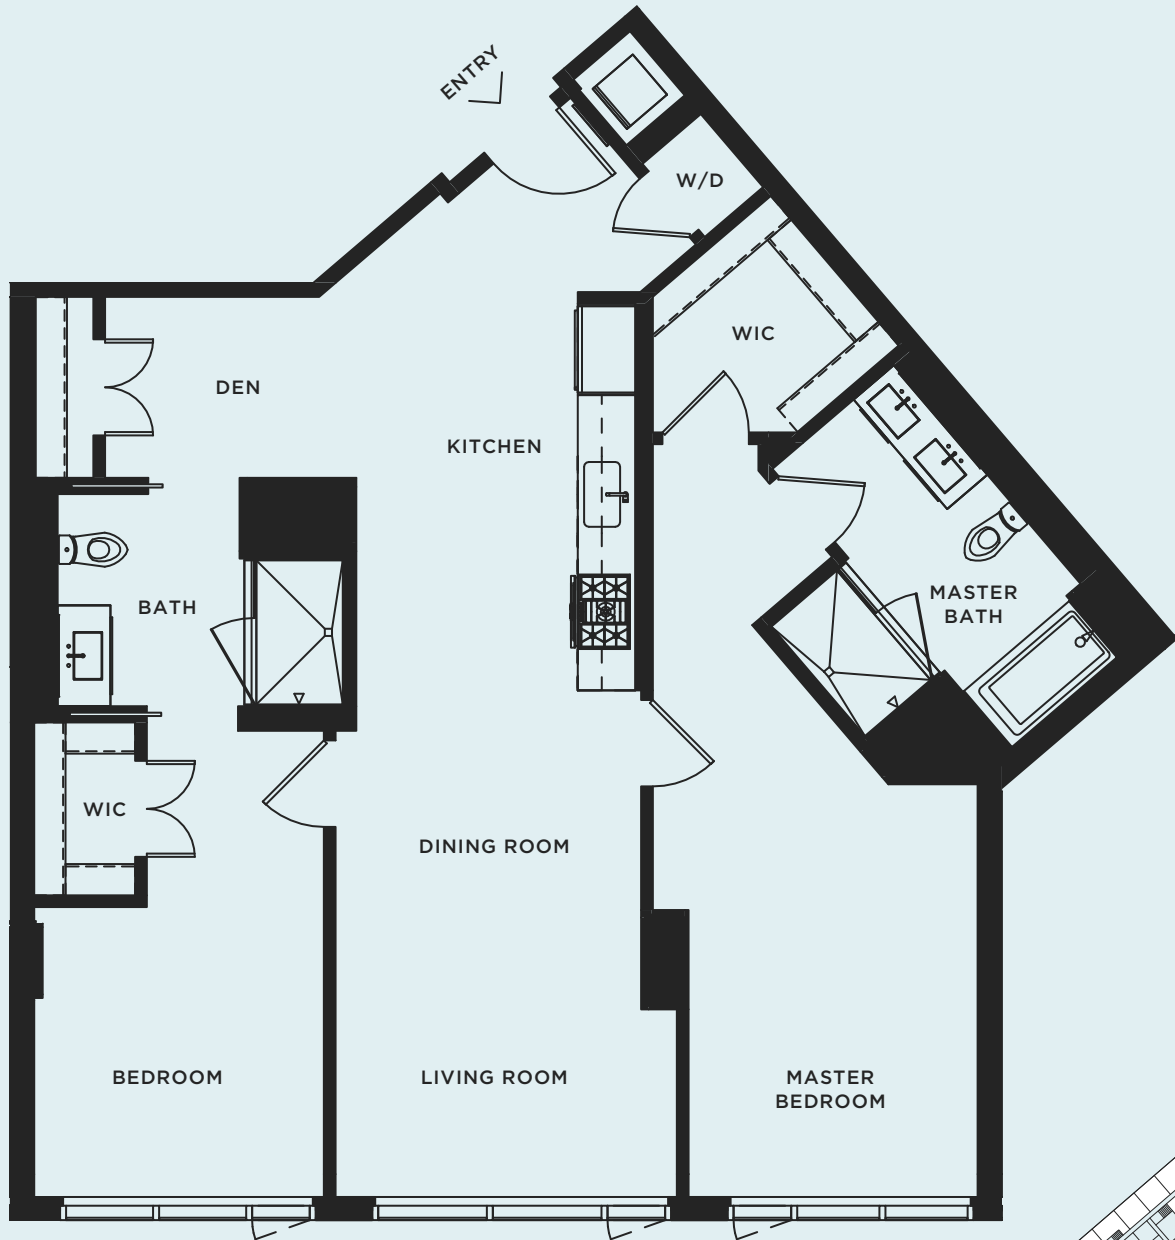 ENTRY
W/D
WIC
DEN
KITCHEN
BATH
MASTER
BATH
WIC
DINING ROOM
BEDROOM
LIVING ROOM
MASTER
BEDROOM